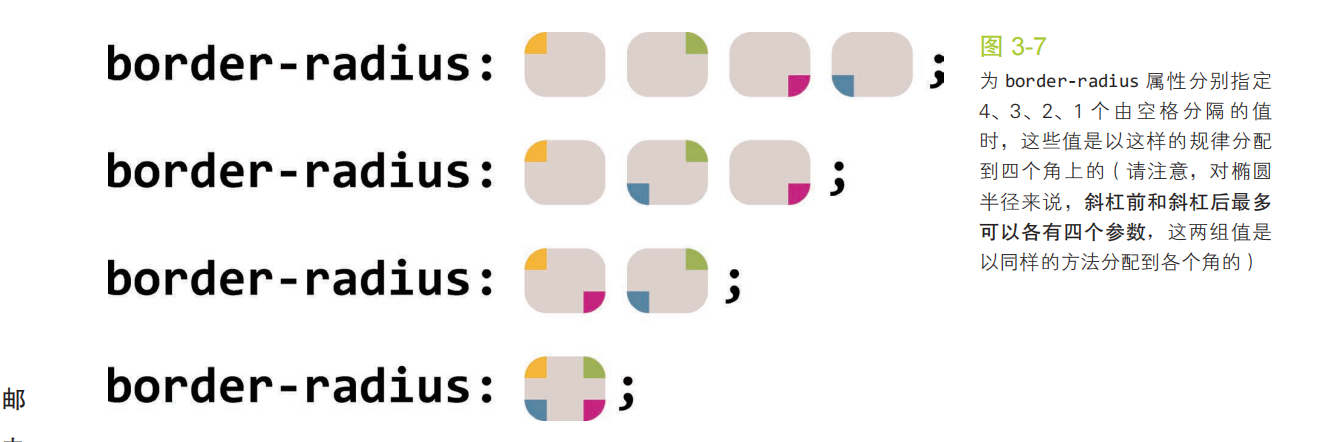 border-radius: ;
border-radius: ;
border-radius: ;
border-radius: ;
图 3-7
为 border-radius 属性分别指定
4、3、2、1 个由空格分隔的值
时，这些值是以这样的规律分配
到四个角上的（请注意，对椭圆
半径来说，斜杠前和斜杠后最多
可以各有四个参数，这两组值是
以同样的方法分配到各个角的）
邮